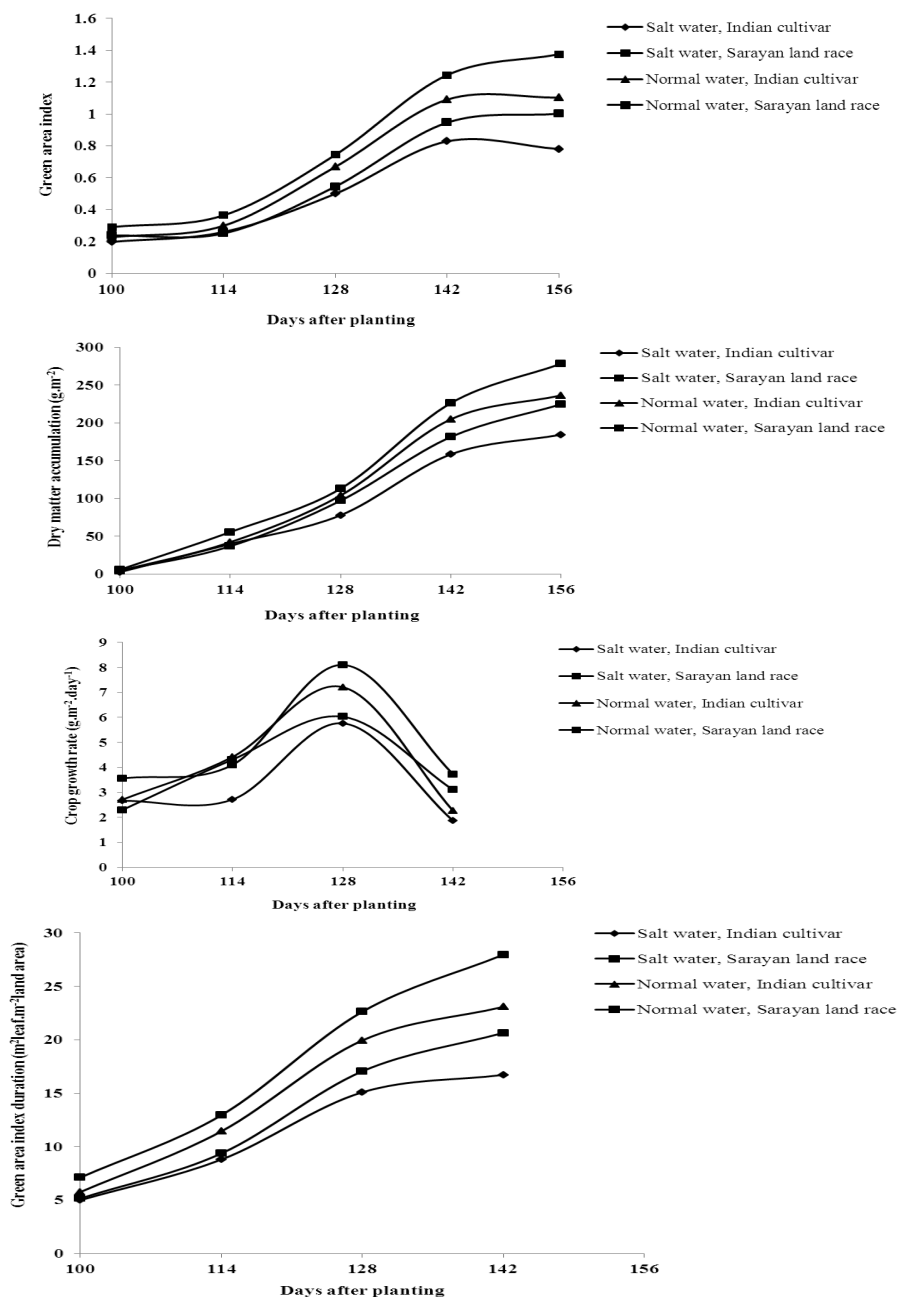 Green area index
1.6
1.4
1.2
1
0.8
0.6
0.4
0.2
0
100 114 128 142 156
Days after planting
Salt water, Indian cultivar
Salt water, Sarayan land race
Normal water, Indian cultivar
Normal water, Sarayan land race
Dry matter accumulation (g.m⁻²)
300
250
200
150
100
50
0
100 114 128 142 156
Days after planting
Salt water, Indian cultivar
Salt water, Sarayan land race
Normal water, Indian cultivar
Normal water, Sarayan land race
Crop growth rate (g.m⁻².day⁻¹)
9
8
7
6
5
4
3
2
1
0
100 114 128 142 156
Days after planting
Salt water, Indian cultivar
Salt water, Sarayan land race
Normal water, Indian cultivar
Normal water, Sarayan land race
Green area index duration (m²leaf.m⁻²land area)
30
25
20
15
10
5
0
100 114 128 142 156
Days after planting
Salt water, Indian cultivar
Salt water, Sarayan land race
Normal water, Indian cultivar
Normal water, Sarayan land race